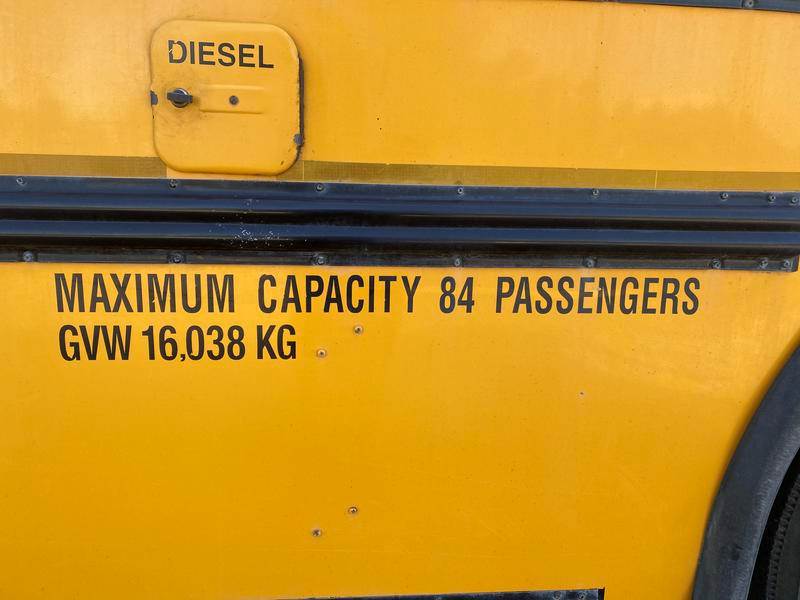 DIESEL
MAXIMUM CAPACITY 84 PASSENGERS
GVW 16,038 KG